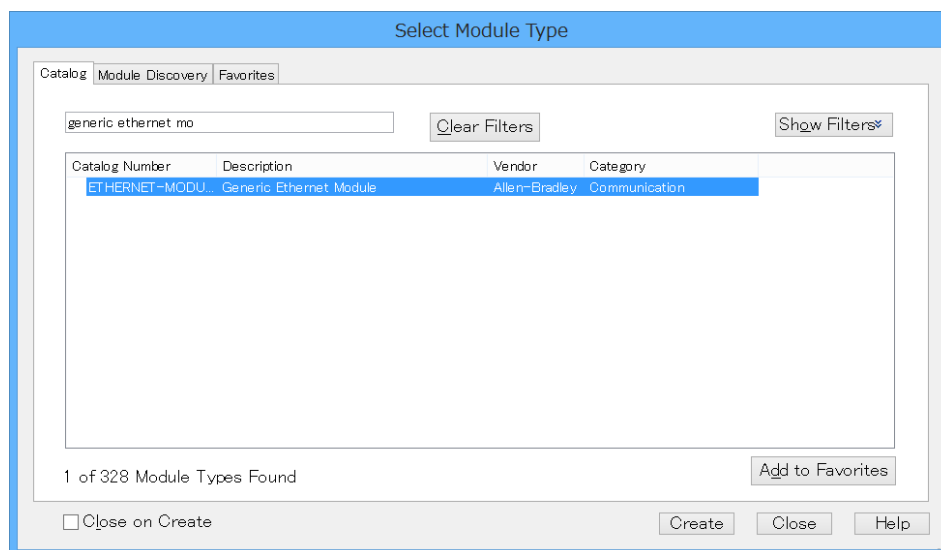 Select Module Type
Catalog Module Discovery Favorites
generic ethernet mo Clear Filters Show Filters
Catalog Number Description Vendor Category
ETHERNET-MODU... Generic Ethernet Module Allen-Bradley Communication
1 of 328 Module Types Found Add to Favorites
Close on Create Create Close Help